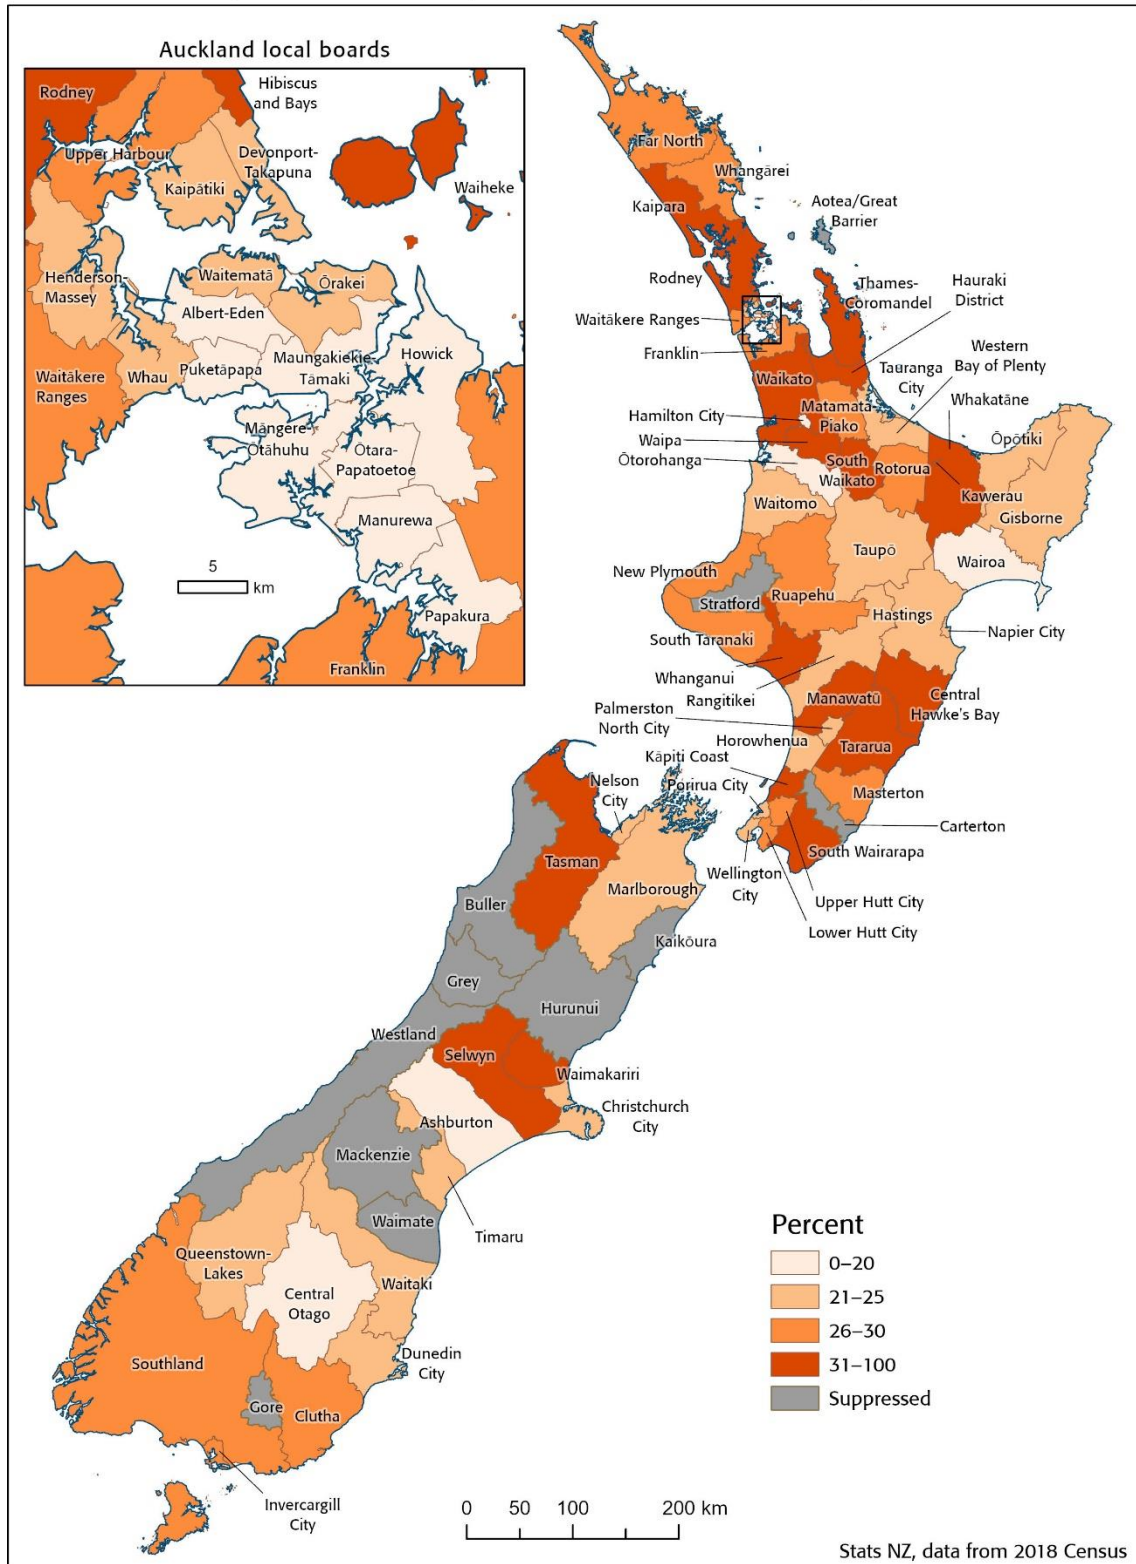 Auckland local boards
Rodney
Hibiscus
and Bays
Upper Harbour
Devonport-
Takapuna
Kaipātiki
Waiheke
Henderson-
Massey
Waitematā
Ōrakei
Albert-Eden
Waitākere
Ranges
Whau
Puketāpapa
Maungakiekie-
Tāmaki
Howick
Māngere-
Ōtāhuhu
Ōtara-
Papatoetoe
Manurewa
5
km
Papakura
Franklin
Far North
Whangārei
Kaipara
Aotea/Great
Barrier
Rodney
Thames-
Coromandel
Hauraki
District
Waitākere Ranges
Franklin
Tauranga
City
Western
Bay of Plenty
Waikato
Whakatāne
Hamilton City
Matamata-
Piako
Ōpōtiki
Waipa
Ōtorohanga
South
Waikato
Rotorua
Kawerau
Gisborne
Waitomo
Taupō
Wairoa
New Plymouth
Stratford
Ruapehu
Hastings
South Taranaki
Napier City
Whanganui
Rangitikei
Manawatū
Central
Hawke's Bay
Palmerston
North City
Horowhenua
Tararua
Kāpiti Coast
Porirua City
Masterton
Nelson
City
Carterton
South Wairarapa
Tasman
Wellington
City
Marlborough
Upper Hutt City
Buller
Lower Hutt City
Kaikōura
Grey
Hurunui
Westland
Selwyn
Waimakariri
Ashburton
Christchurch
City
Mackenzie
Waimate
Timaru
Queenstown-
Lakes
Central
Otago
Waitaki
Dunedin
City
Southland
Gore
Clutha
Invercargill
City
Percent
0–20
21–25
26–30
31–100
Suppressed
0 50 100 200 km
Stats NZ, data from 2018 Census